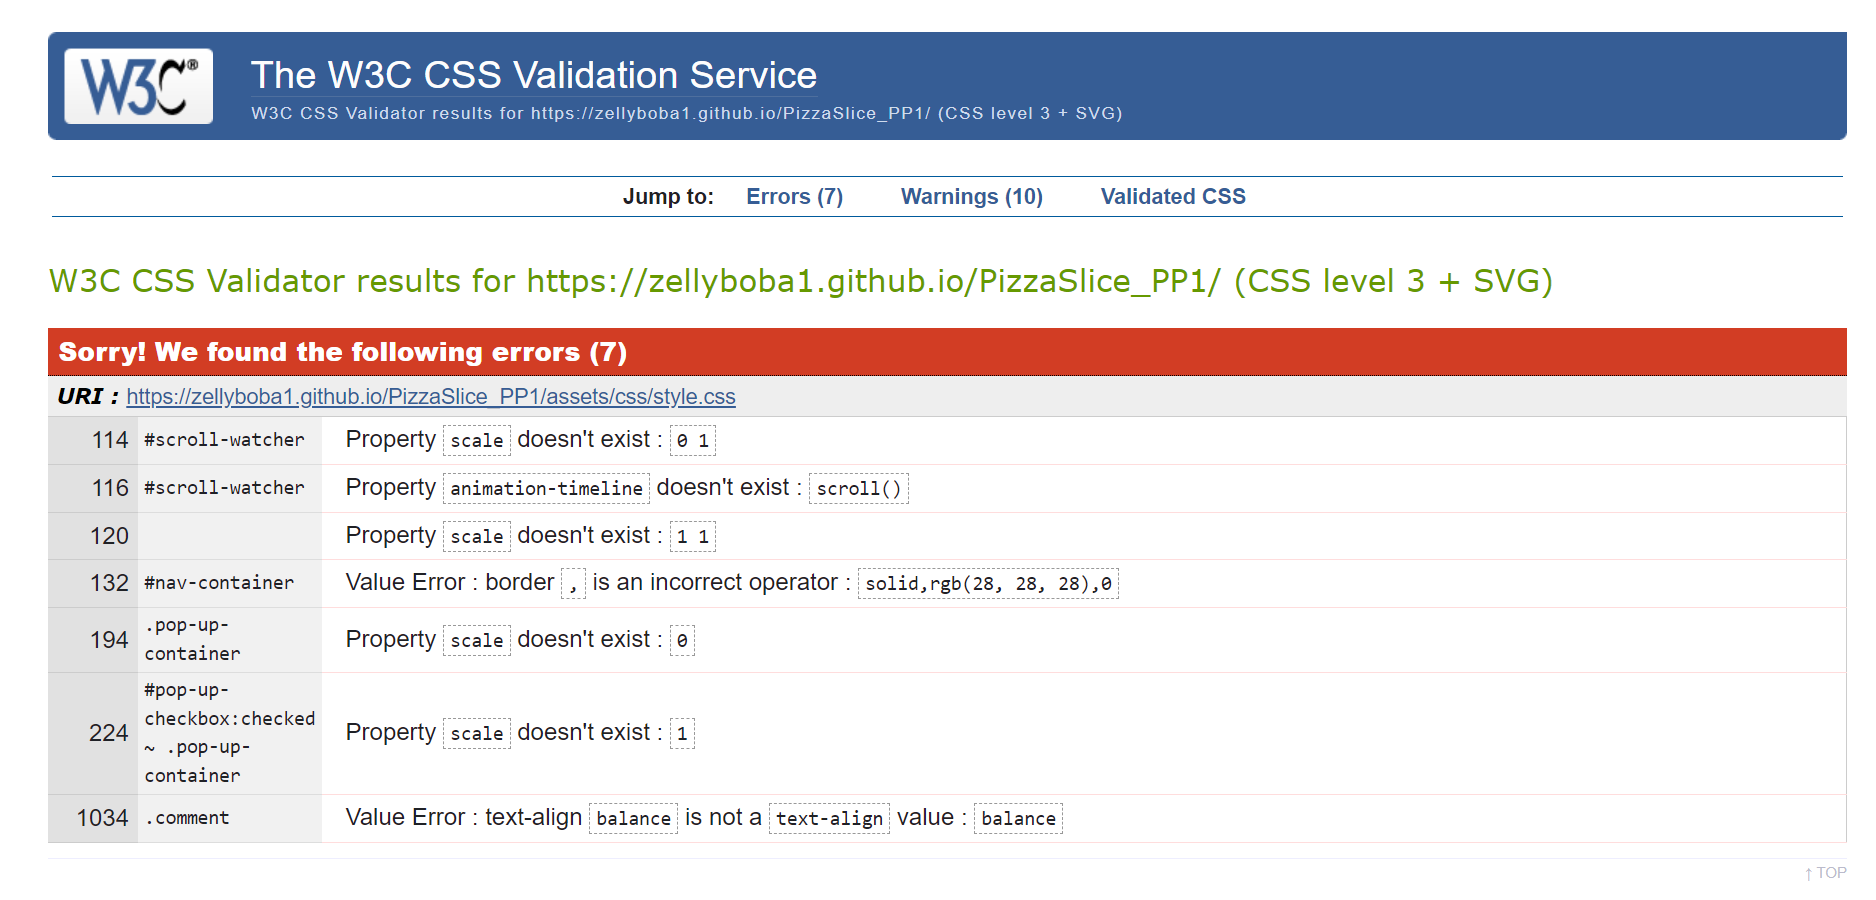 W3C®
The W3C CSS Validation Service
W3C CSS Validator results for https://zellyboba1.github.io/PizzaSlice_PP1/ (CSS level 3 + SVG)
Jump to: Errors (7) Warnings (10) Validated CSS
W3C CSS Validator results for https://zellyboba1.github.io/PizzaSlice_PP1/ (CSS level 3 + SVG)
Sorry! We found the following errors (7)
URI : https://zellyboba1.github.io/PizzaSlice_PP1/assets/css/style.css
114 #scroll-watcher Property scale doesn't exist : 0 1
116 #scroll-watcher Property animation-timeline doesn't exist : scroll()
120 Property scale doesn't exist : 1 1
132 #nav-container Value Error : border , is an incorrect operator : solid,rgb(28, 28, 28),0
194 .pop-up-
container Property scale doesn't exist : 0
224 #pop-up-
checkbox:checked
~ .pop-up-
container Property scale doesn't exist : 1
1034 .comment Value Error : text-align balance is not a text-align value : balance
↑ TOP